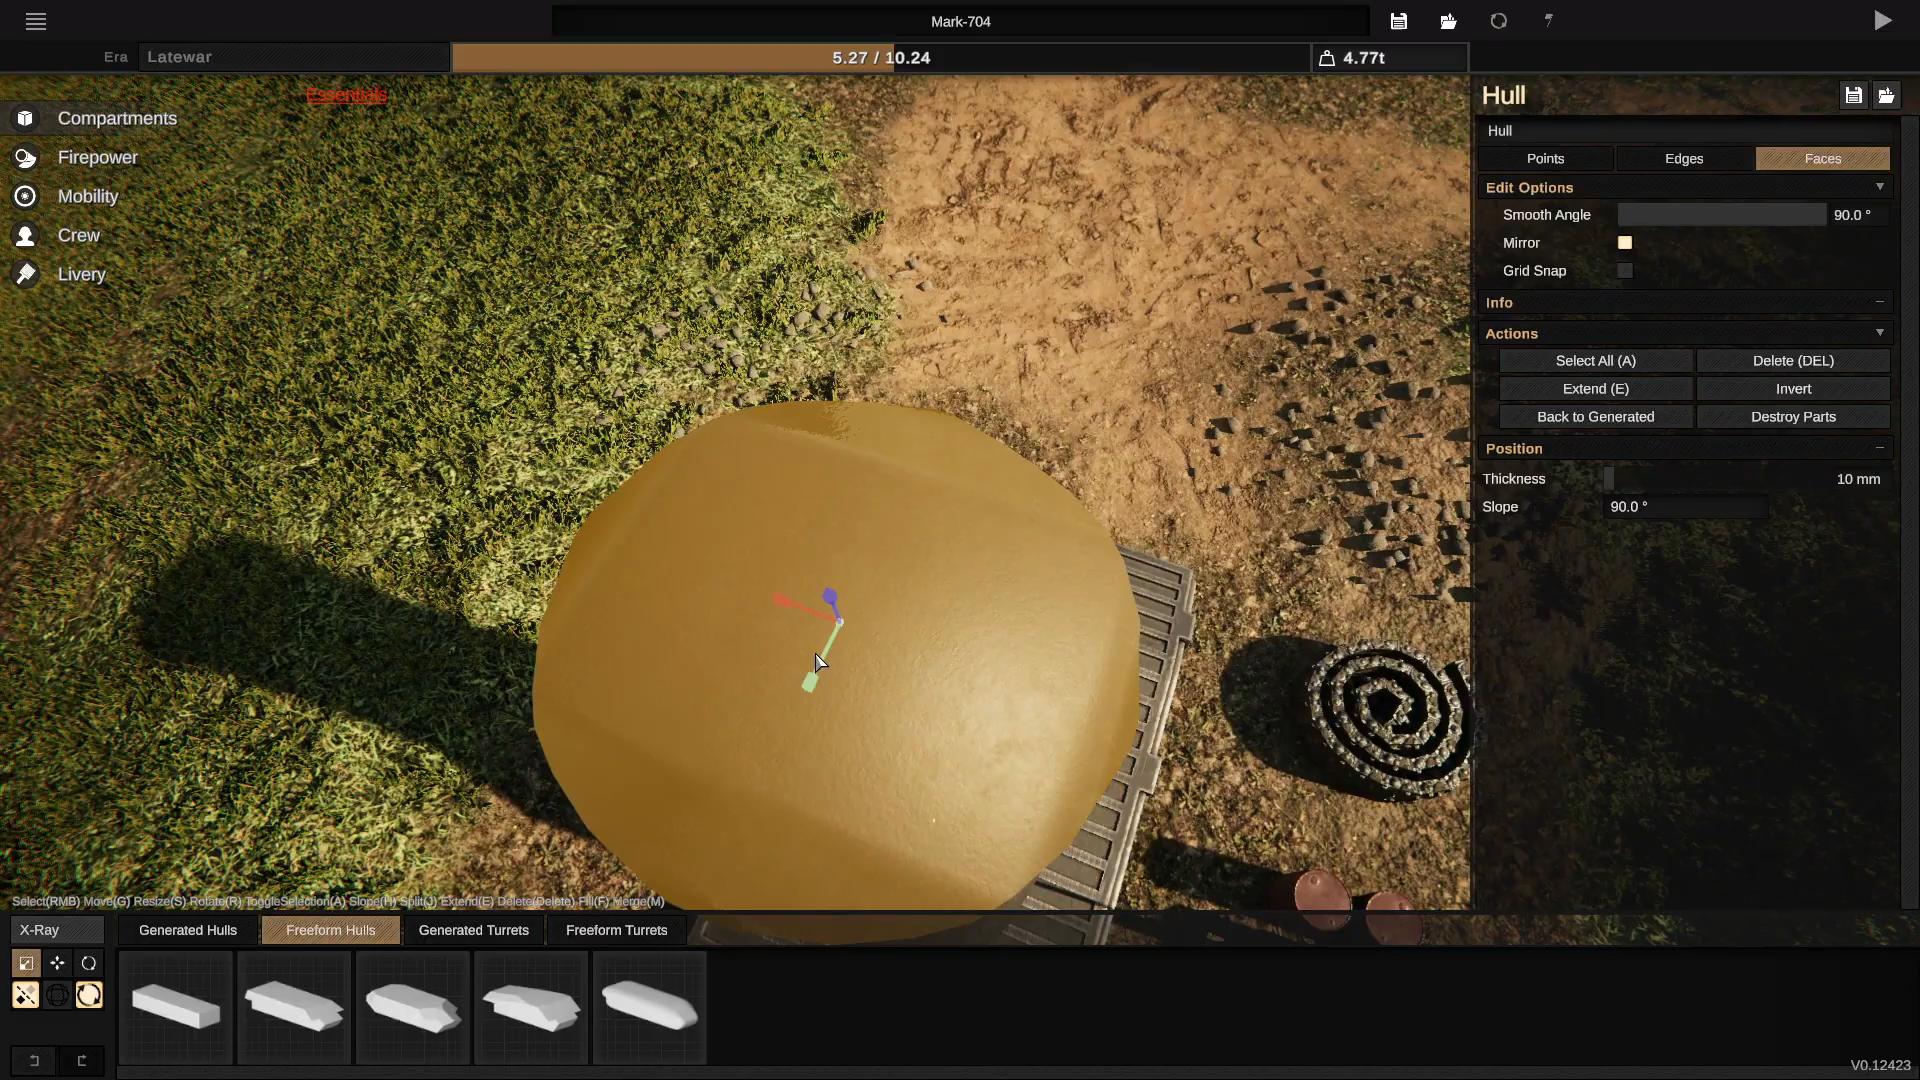 Mark-704
Era
Latewar
5.27 / 10.24
4.77t
Essentials
Compartments
Firepower
Mobility
Crew
Livery
Hull
Hull
Points
Edges
Faces
Edit Options
Smooth Angle
90.0 °
Mirror
Grid Snap
Info
Actions
Select All (A)
Delete (DEL)
Extend (E)
Invert
Back to Generated
Destroy Parts
Position
Thickness
10 mm
Slope
90.0 °
Select(RMB) Move(G) Resize(S) Rotate(R) ToggleSelection(A) Slope(H) Split(J) Extend(E) Delete(Delete) Fill(F) Merge(M)
X-Ray
Generated Hulls
Freeform Hulls
Generated Turrets
Freeform Turrets
V0.12423